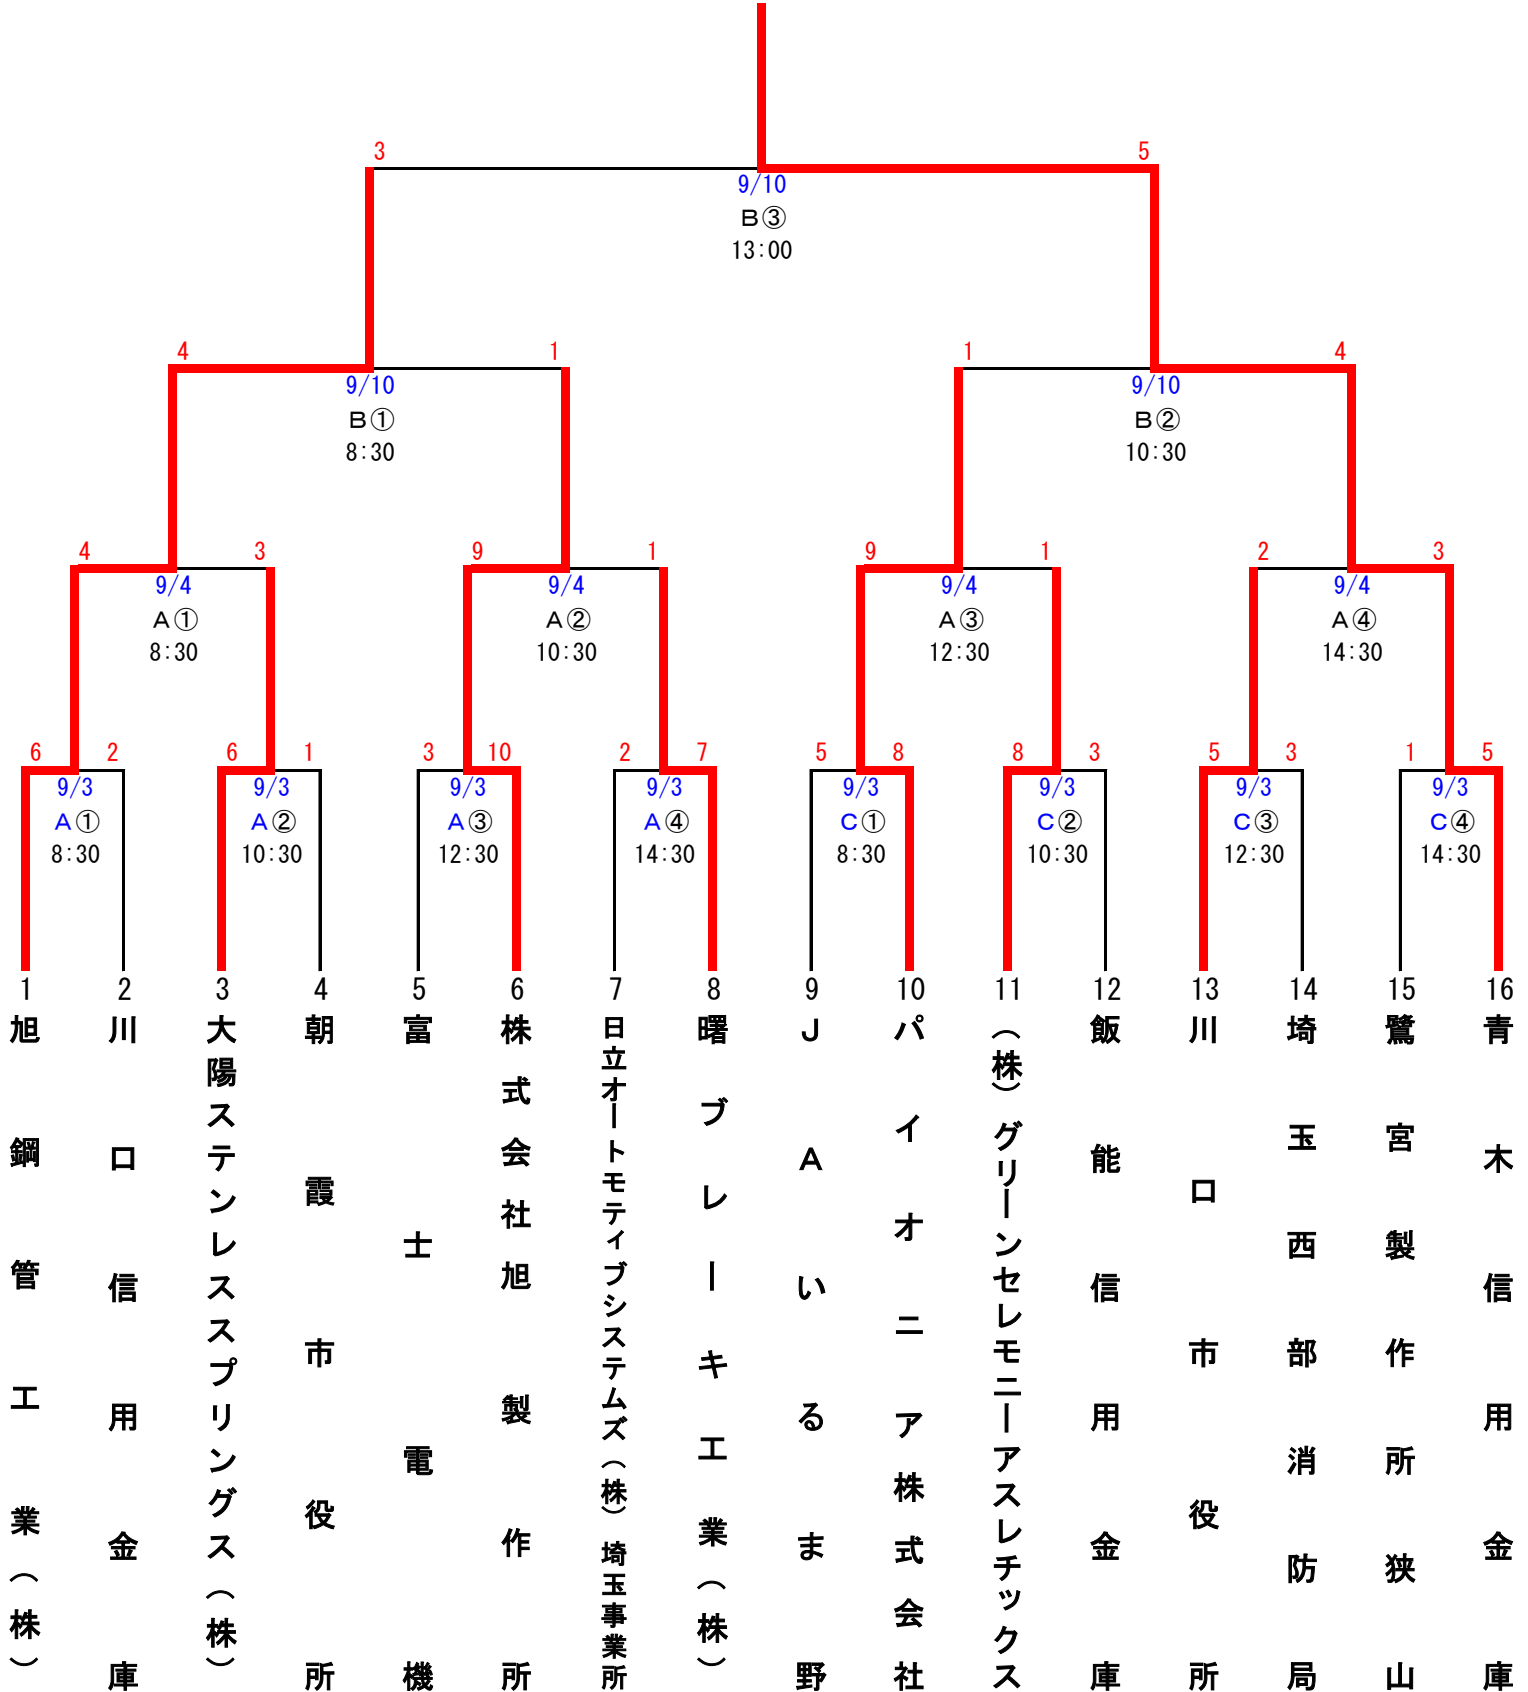 3 5
9/10
B③
13:00
4 1 1 4
9/10 9/10
B① B②
8:30 10:30
4 3 9 1 9 1 2 3
9/4 9/4 9/4 9/4
A① A② A③ A④
8:30 10:30 12:30 14:30
6 2 6 1 3 10 2 7 5 8 8 3 5 3 1 5
9/3 9/3 9/3 9/3 9/3 9/3 9/3 9/3
A① A② A③ A④ C① C② C③ C④
8:30 10:30 12:30 14:30 8:30 10:30 12:30 14:30
1 2 3 4 5 6 7 8 9 10 11 12 13 14 15 16
旭鋼管工業(株)
川口信用金庫
大陽ステンレススプリングス(株)
朝霞市役所
富士電機
株式会社旭製作所
日立オートモティブシステムズ(株)埼玉事業所
曙ブレーキ工業(株)
JAいるま野
パイオニア株式会社
(株)グリーンセレモニーアスレチックス
飯能信用金庫
川口市役所
埼玉西部消防局
鷺宮製作所狭山
青木信用金庫